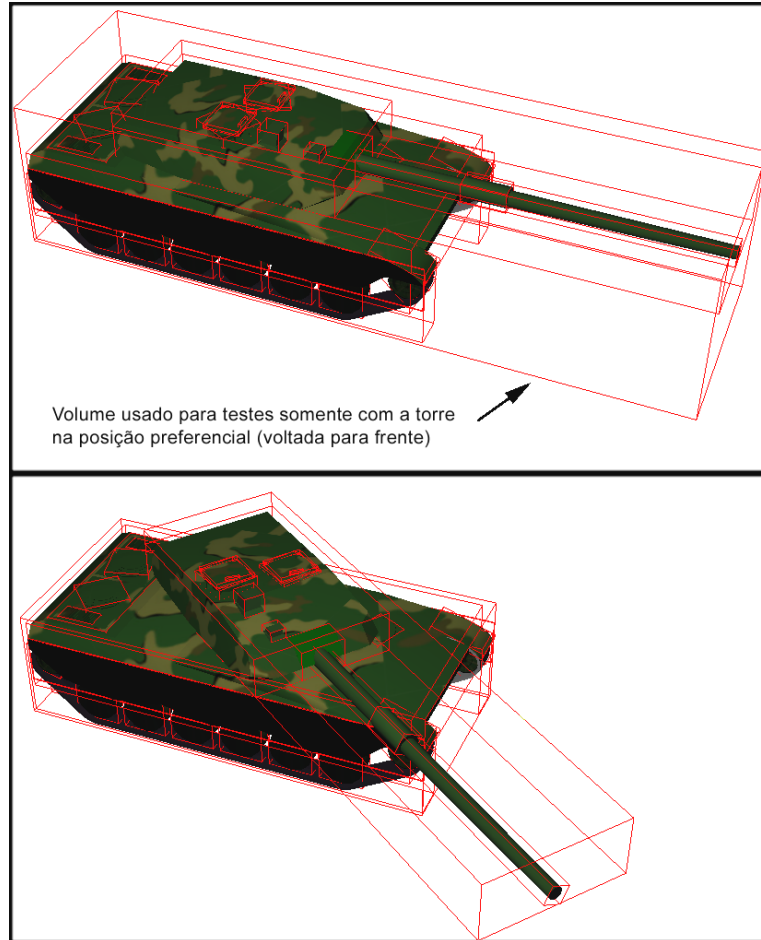 Volume usado para testes somente com a torre
na posição preferencial (voltada para frente)